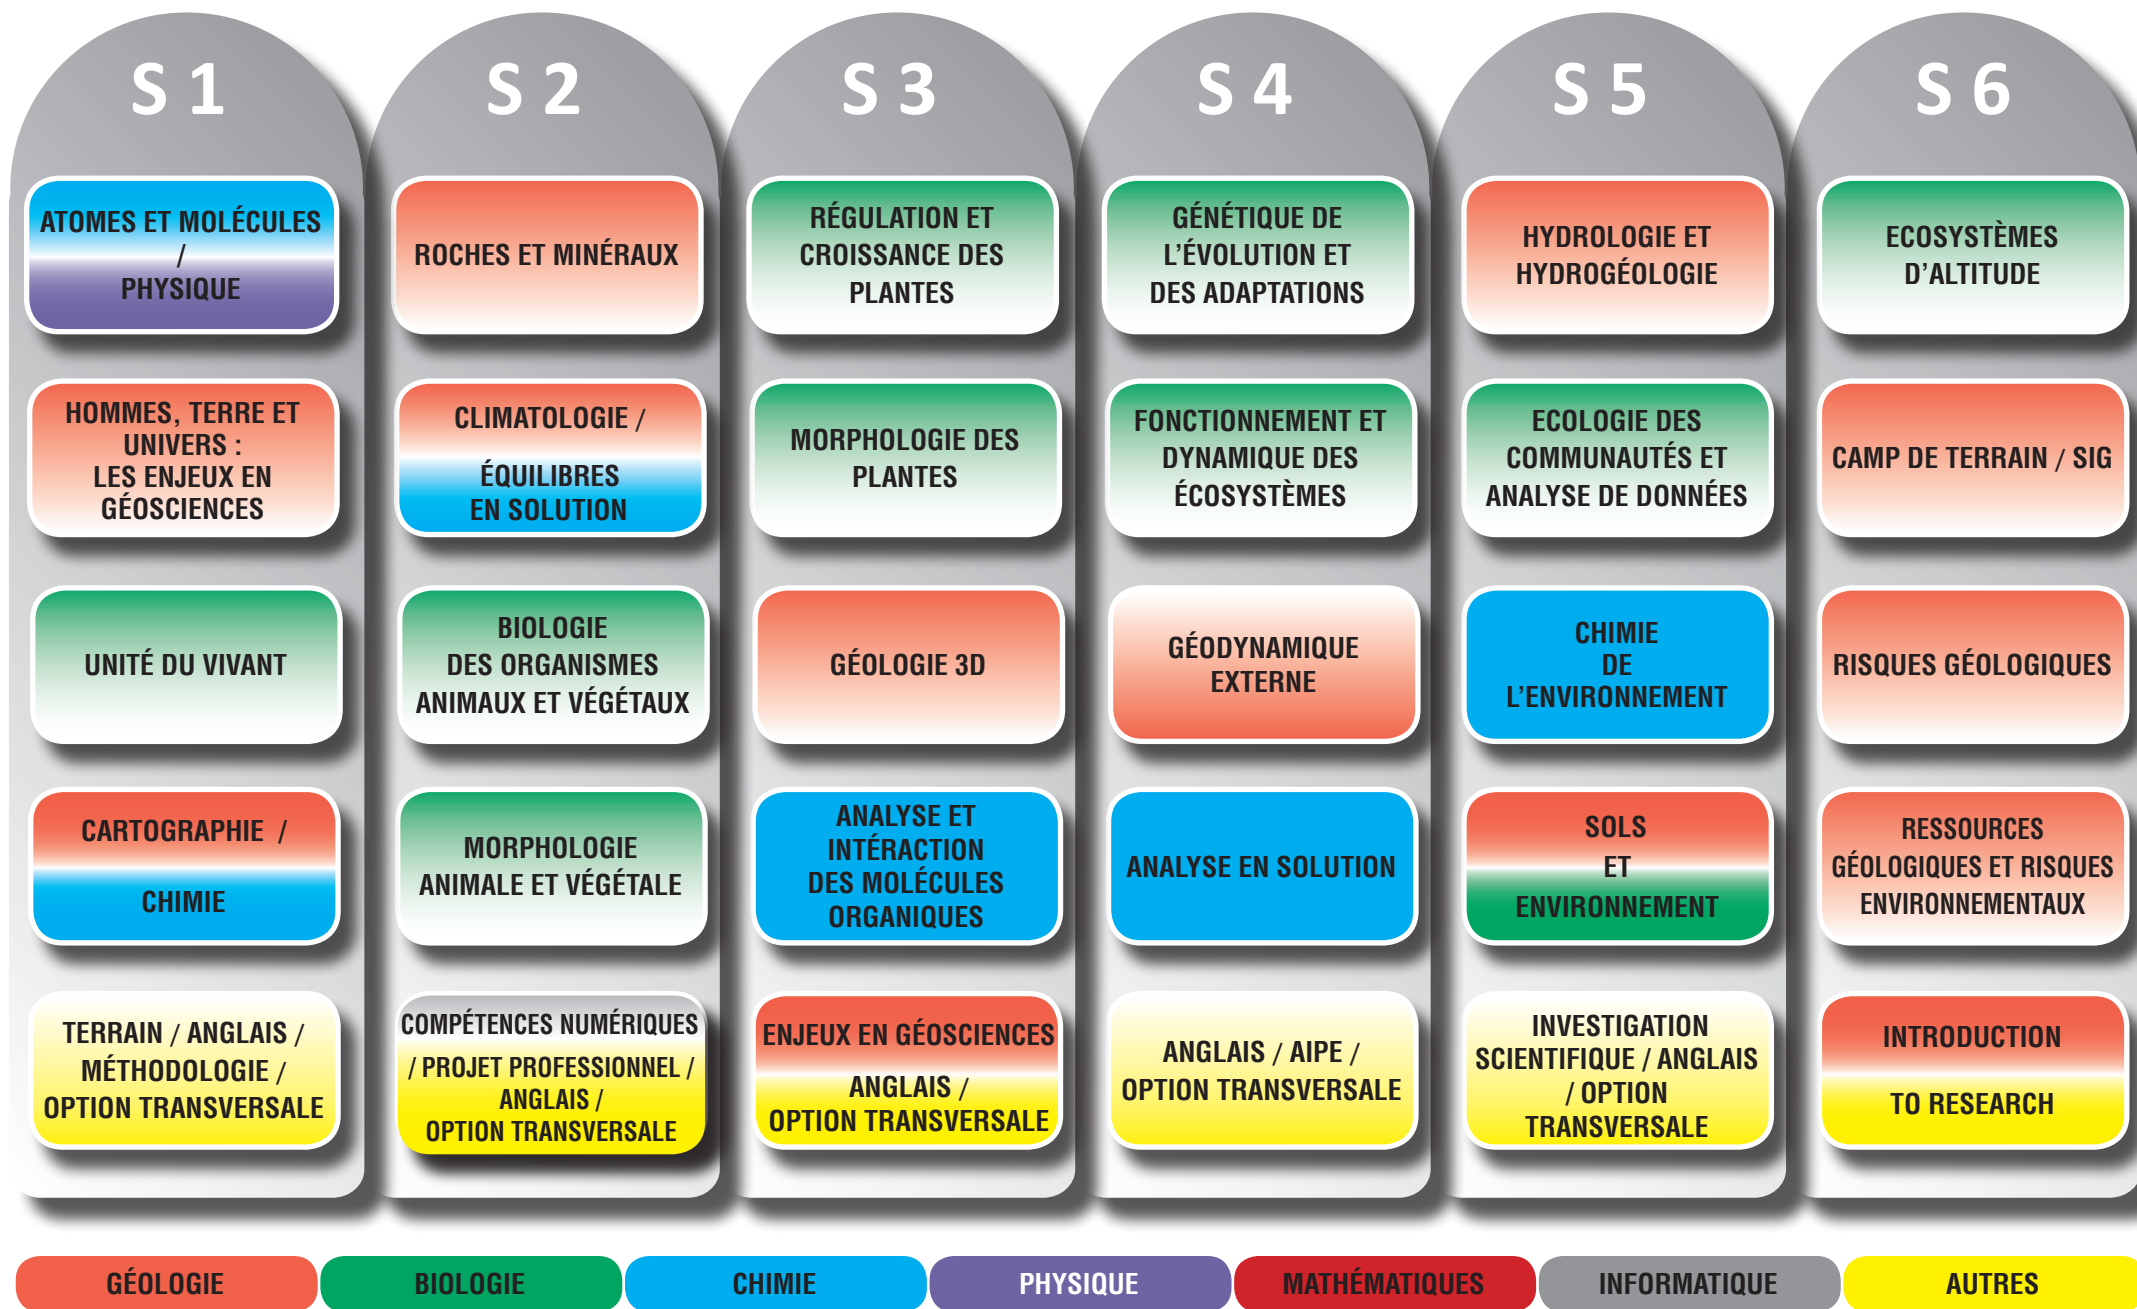 S 1
ATOMES ET MOLÉCULES
/
PHYSIQUE
HOMMES, TERRE ET
UNIVERS :
LES ENJEUX EN
GÉOSCIENCES
UNITÉ DU VIVANT
CARTOGRAPHIE /
CHIMIE
TERRAIN / ANGLAIS /
MÉTHODOLOGIE /
OPTION TRANSVERSALE
S 2
ROCHES ET MINÉRAUX
CLIMATOLOGIE /
ÉQUILIBRES
EN SOLUTION
BIOLOGIE
DES ORGANISMES
ANIMAUX ET VÉGÉTAUX
MORPHOLOGIE
ANIMALE ET VÉGÉTALE
COMPÉTENCES NUMÉRIQUES
/ PROJET PROFESSIONNEL /
ANGLAIS /
OPTION TRANSVERSALE
S 3
RÉGULATION ET
CROISSANCE DES
PLANTES
MORPHOLOGIE DES
PLANTES
GÉOLOGIE 3D
ANALYSE ET
INTÉRACTION
DES MOLÉCULES
ORGANIQUES
ENJEUX EN GÉOSCIENCES
ANGLAIS /
OPTION TRANSVERSALE
S 4
GÉNÉTIQUE DE
L'ÉVOLUTION ET
DES ADAPTATIONS
FONCTIONNEMENT ET
DYNAMIQUE DES
ÉCOSYSTÈMES
GÉODYNAMIQUE
EXTERNE
ANALYSE EN SOLUTION
ANGLAIS / AIPE /
OPTION TRANSVERSALE
S 5
HYDROLOGIE ET
HYDROGÉOLOGIE
ECOLOGIE DES
COMMUNAUTÉS ET
ANALYSE DE DONNÉES
CHIMIE
DE
L'ENVIRONNEMENT
SOLS
ET
ENVIRONNEMENT
INVESTIGATION
SCIENTIFIQUE / ANGLAIS
/ OPTION
TRANSVERSALE
S 6
ECOSYSTÈMES
D'ALTITUDE
CAMP DE TERRAIN / SIG
RISQUES GÉOLOGIQUES
RESSOURCES
GÉOLOGIQUES ET RISQUES
ENVIRONNEMENTAUX
INTRODUCTION
TO RESEARCH
GÉOLOGIE
BIOLOGIE
CHIMIE
PHYSIQUE
MATHÉMATIQUES
INFORMATIQUE
AUTRES